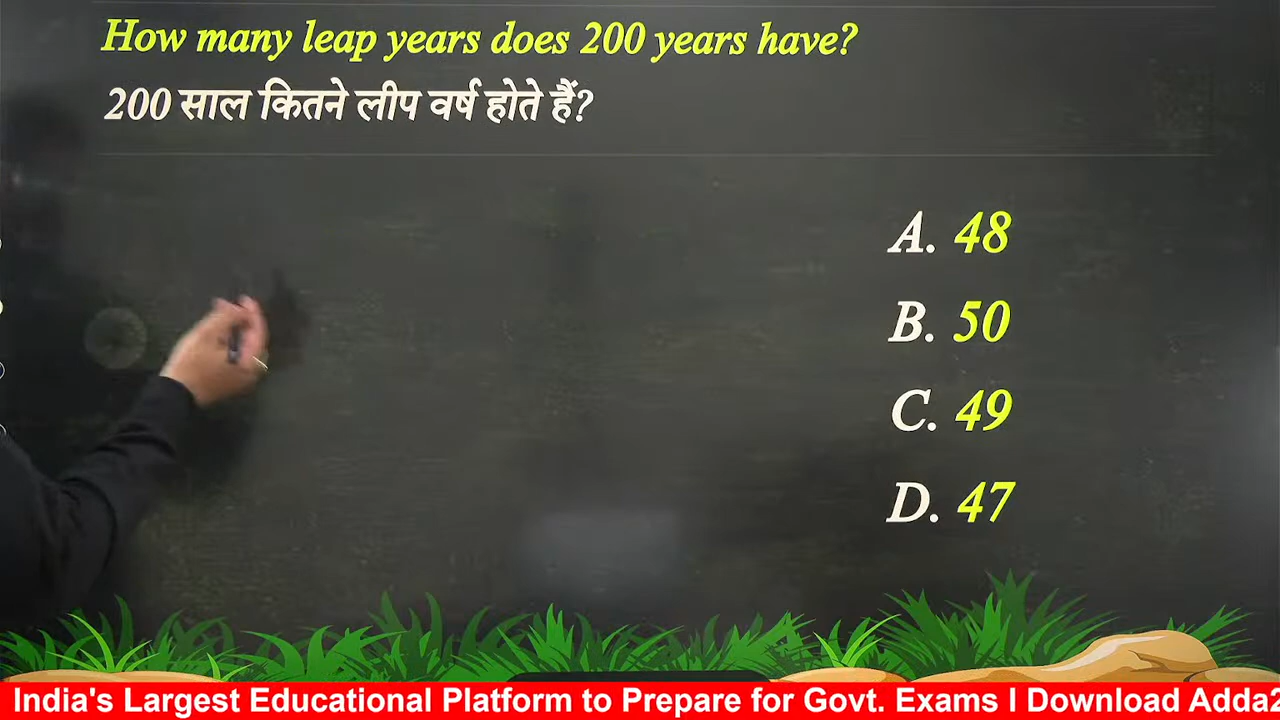 How many leap years does 200 years have?
200 साल कितने लीप वर्ष होते हैं?
A. 48
B. 50
C. 49
D. 47
India's Largest Educational Platform to Prepare for Govt. Exams I Download Adda2